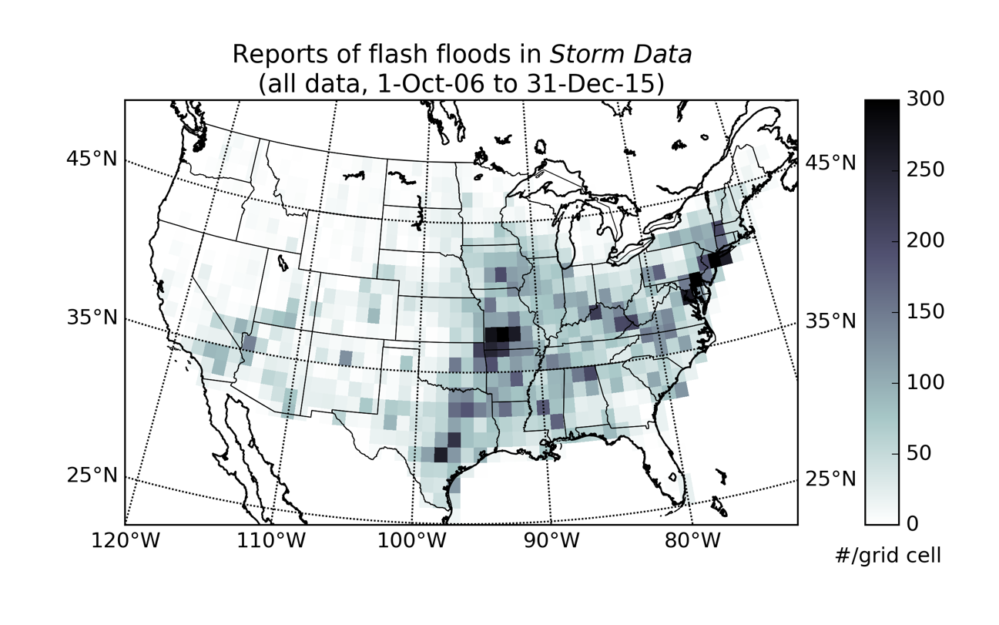 Reports of flash floods in Storm Data
(all data, 1-Oct-06 to 31-Dec-15)
45°N
45°N
35°N
35°N
25°N
25°N
120°W
110°W
100°W
90°W
80°W
300
250
200
150
100
50
0
#/grid cell